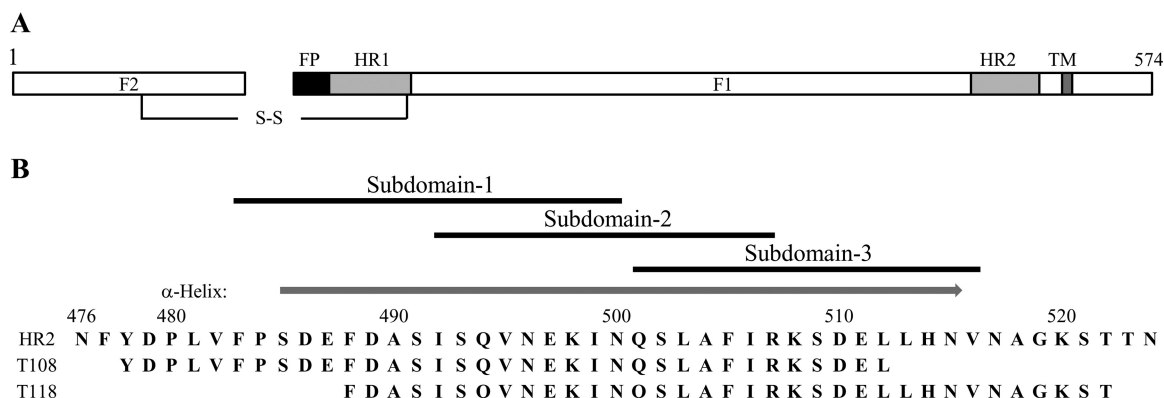 A
1 FP HR1 HR2 TM 574
F2 F1
S-S
B
Subdomain-1
Subdomain-2
Subdomain-3
α-Helix:
476 480 490 500 510 520
HR2 N F Y D P L V F P S D E F D A S I S Q V N E K I N Q S L A F I R K S D E L L H N V N A G K S T T N
T108 Y D P L V F P S D E F D A S I S Q V N E K I N Q S L A F I R K S D E L
T118 F D A S I S O V N E K I N O S L A F I R K S D E L L H N V N A G K S T